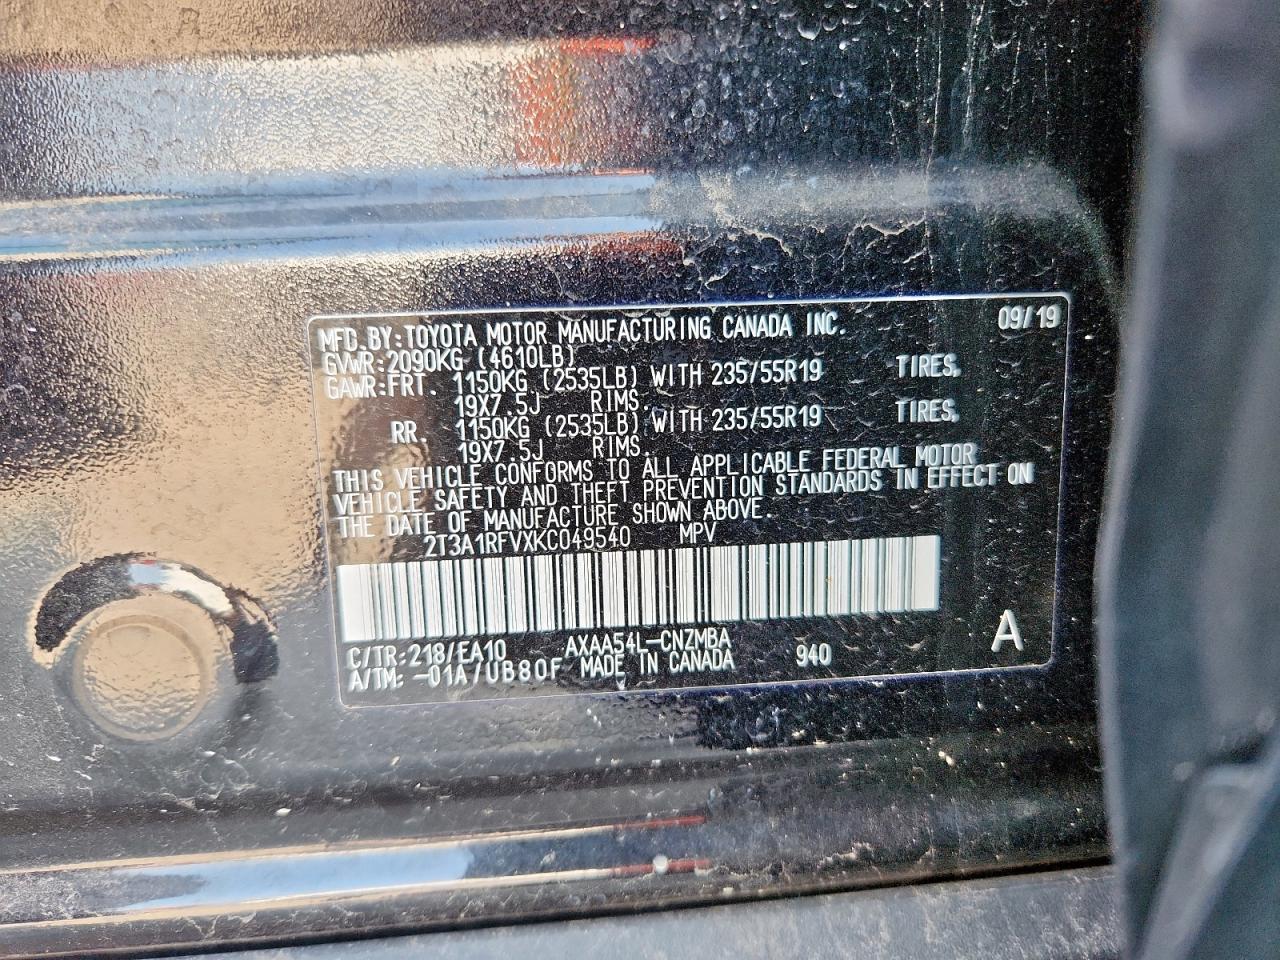 MFD.BY:TOYOTA MOTOR MANUFACTURING CANADA INC. 09/19
GVWR:2090KG (4610LB)
GAWR:FRT. 1150KG (2535LB) WITH 235/55R19 TIRES,
19X7.5J RIMS.
RR. 1150KG (2535LB) WITH 235/55R19 TIRES,
19X7.5J RIMS.
THIS VEHICLE CONFORMS TO ALL APPLICABLE FEDERAL MOTOR
VEHICLE SAFETY AND THEFT PREVENTION STANDARDS IN EFFECT ON
THE DATE OF MANUFACTURE SHOWN ABOVE.
2T3A1RFVXKC049540 MPV
C/TR:218/EA10 AXAA54L-CNZMBA 940 A
A/TM:-01A/UB80F MADE IN CANADA